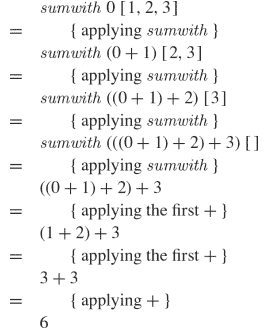 sumwith 0 [1, 2, 3]
= { applying sumwith }
sumwith (0 + 1) [2, 3]
= { applying sumwith }
sumwith ((0 + 1) + 2) [3]
= { applying sumwith }
sumwith (((0 + 1) + 2) + 3) [ ]
= { applying sumwith }
((0 + 1) + 2) + 3
= { applying the first + }
(1 + 2) + 3
= { applying the first + }
3 + 3
= { applying + }
6